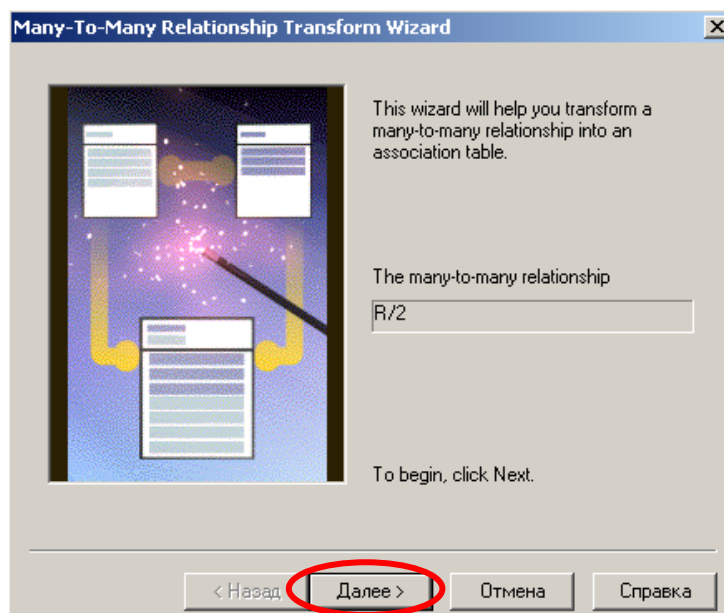 Many-To-Many Relationship Transform Wizard
This wizard will help you transform a
many-to-many relationship into an
association table.
The many-to-many relationship
R/2
To begin, click Next.
< Назад
Далее >
Отмена
Справка